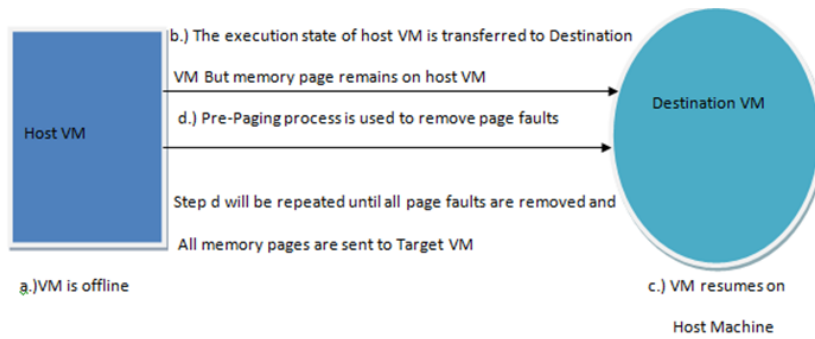 b.) The execution state of host VM is transferred to Destination
VM But memory page remains on host VM
Destination VM
d.) Pre-Paging process is used to remove page faults
Host VM
Step d will be repeated until all page faults are removed and
All memory pages are sent to Target VM
a.)VM is offline
c.) VM resumes on
Host Machine